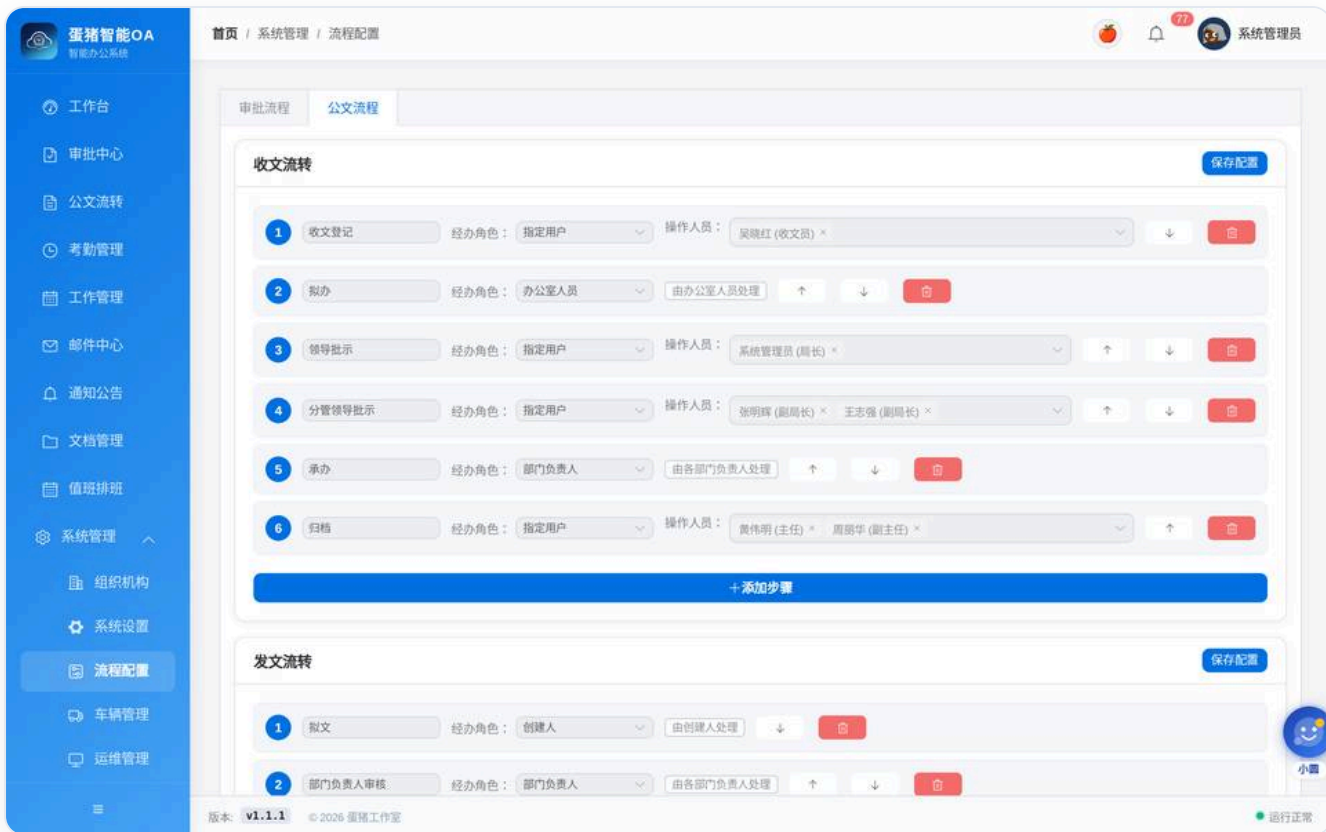 蛋猪智能OA
智能办公系统
首页 / 系统管理 / 流程配置
77
系统管理员
工作台
审批中心
公文流转
考勤管理
工作管理
邮件中心
通知公告
文档管理
值班排班
系统管理
组织机构
系统设置
流程配置
车辆管理
运维管理
审批流程 公文流程
收文流转 保存配置
1 收文登记 经办角色： 指定用户 操作人员： 吴晓红 (收文员) × ↓
2 拟办 经办角色： 办公室人员 由办公室人员处理 ↑ ↓
3 领导批示 经办角色： 指定用户 操作人员： 系统管理员 (局长) × ↑ ↓
4 分管领导批示 经办角色： 指定用户 操作人员： 张明辉 (副局长) × 王志强 (副局长) × ↑ ↓
5 承办 经办角色： 部门负责人 由各部门负责人处理 ↑ ↓
6 归档 经办角色： 指定用户 操作人员： 黄伟明 (主任) × 周丽华 (副主任) × ↑
+添加步骤
发文流转 保存配置
1 拟文 经办角色： 创建人 由创建人处理 ↓
2 部门负责人审核 经办角色： 部门负责人 由各部门负责人处理 ↑ ↓
小圆
版本: v1.1.1 © 2026 蛋猪工作室 运行正常